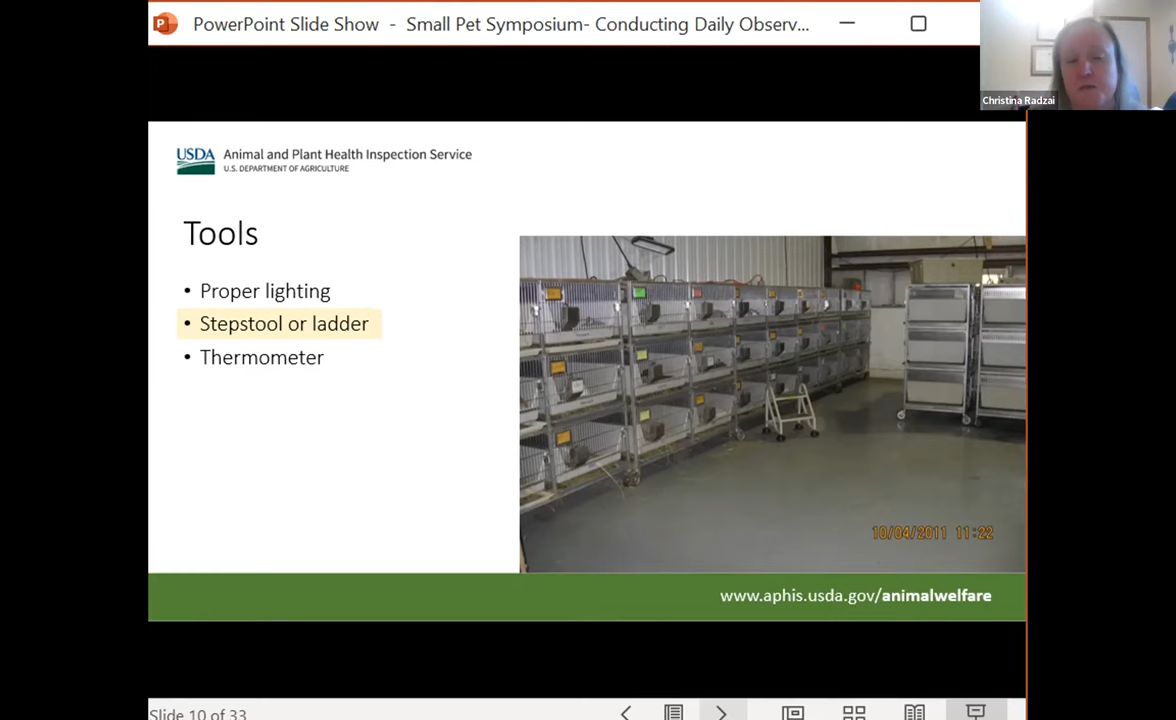 PowerPoint Slide Show - Small Pet Symposium- Conducting Daily Observ...
Christina Radzai
USDA Animal and Plant Health Inspection Service
U.S. DEPARTMENT OF AGRICULTURE
Tools
• Proper lighting
• Stepstool or ladder
• Thermometer
10/04/2011 11:22
www.aphis.usda.gov/animalwelfare
Slide 10 of 33